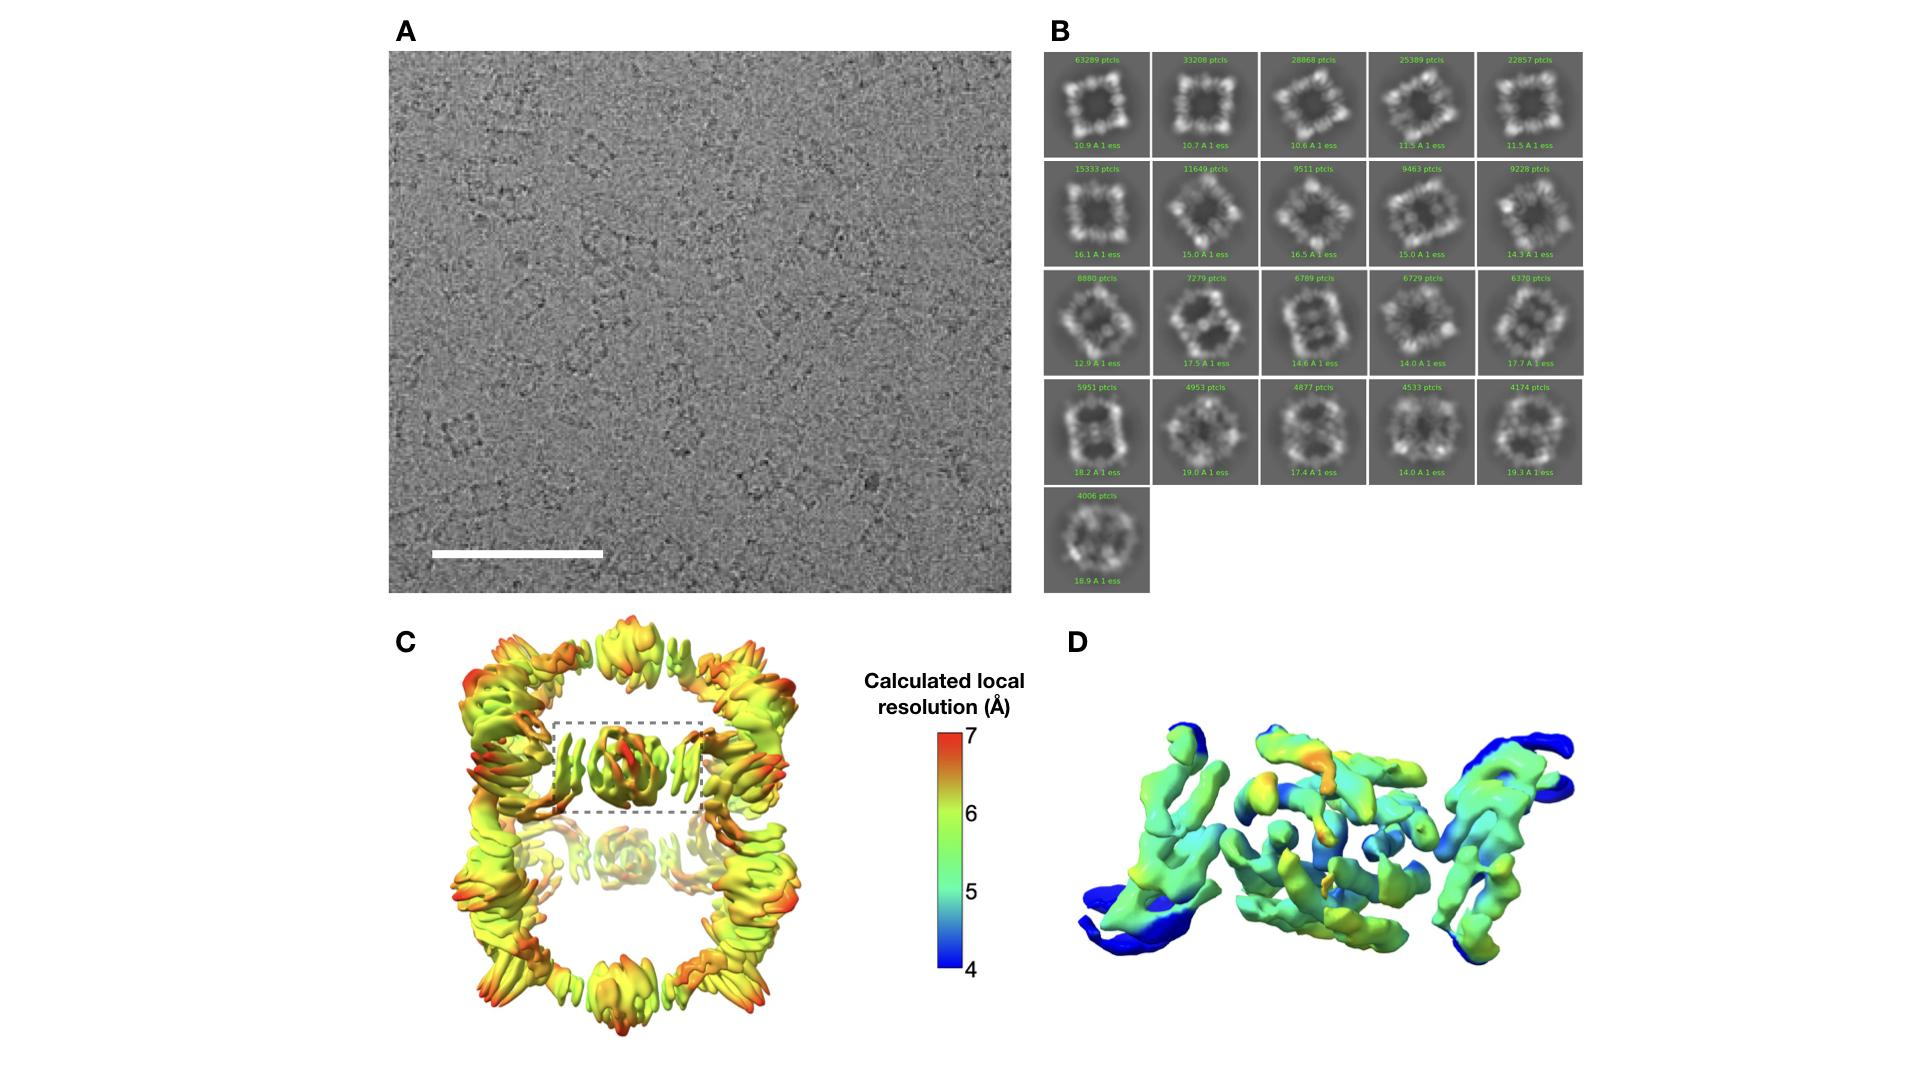 A
B
63289 ptcls
33208 ptcls
28868 ptcls
25389 ptcls
22857 ptcls
10.9 A 1 ess
10.7 A 1 ess
10.6 A 1 ess
11.5 A 1 ess
11.5 A 1 ess
15333 ptcls
11649 ptcls
9511 ptcls
9463 ptcls
9228 ptcls
16.1 A 1 ess
15.0 A 1 ess
16.5 A 1 ess
15.0 A 1 ess
14.3 A 1 ess
8880 ptcls
7279 ptcls
6789 ptcls
6729 ptcls
6370 ptcls
12.9 A 1 ess
17.5 A 1 ess
14.6 A 1 ess
14.0 A 1 ess
17.7 A 1 ess
5951 ptcls
4953 ptcls
4877 ptcls
4533 ptcls
4174 ptcls
18.2 A 1 ess
19.0 A 1 ess
17.4 A 1 ess
14.0 A 1 ess
19.3 A 1 ess
4006 ptcls
18.9 A 1 ess
C
Calculated local
resolution (Å)
7
6
5
4
D